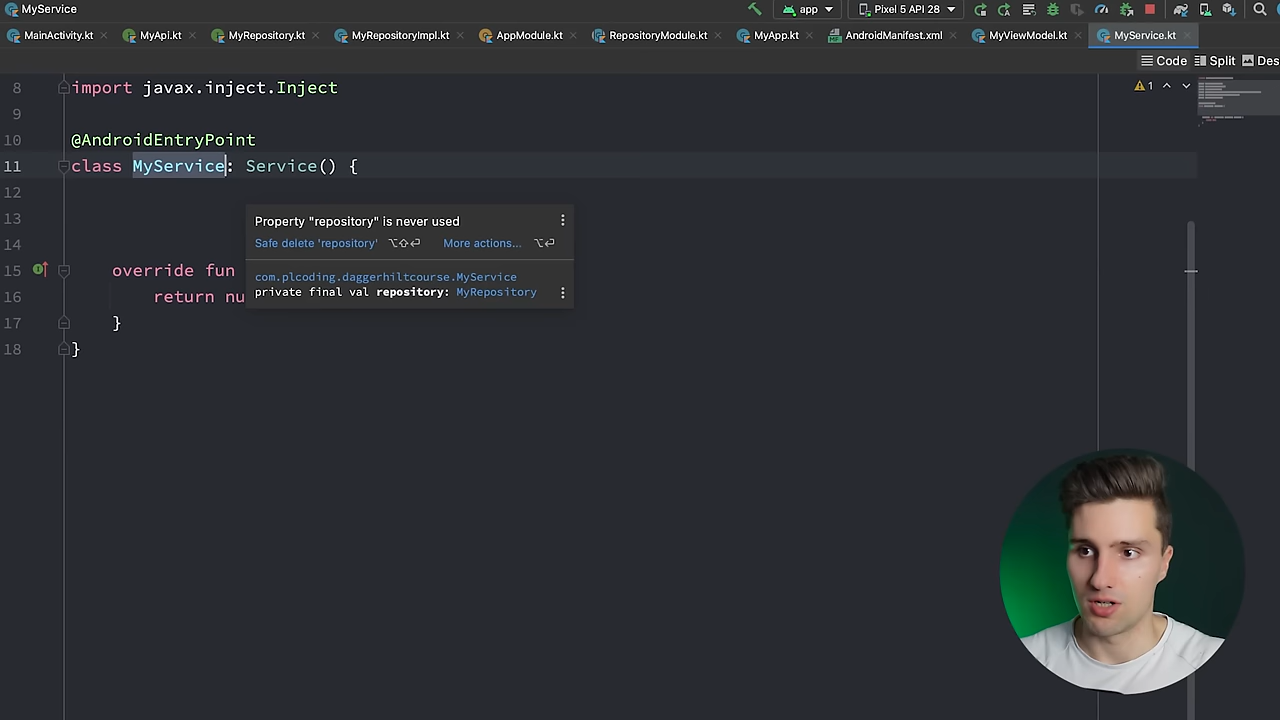 MyService
app
Pixel 5 API 28
MainActivity.kt
MyApi.kt
MyRepository.kt
MyRepositoryImpl.kt
AppModule.kt
RepositoryModule.kt
MyApp.kt
AndroidManifest.xml
MyViewModel.kt
MyService.kt
Code
Split
Des
8 import javax.inject.Inject
1
9
10 @AndroidEntryPoint
11 class MyService: Service() {
12
13
14
15 override fun
16 return nu
17 }
18 }
Property "repository" is never used
Safe delete 'repository' ⌥⇧⏎ More actions... ⌥⏎
com.plcoding.daggerhiltcourse.MyService
private final val repository: MyRepository